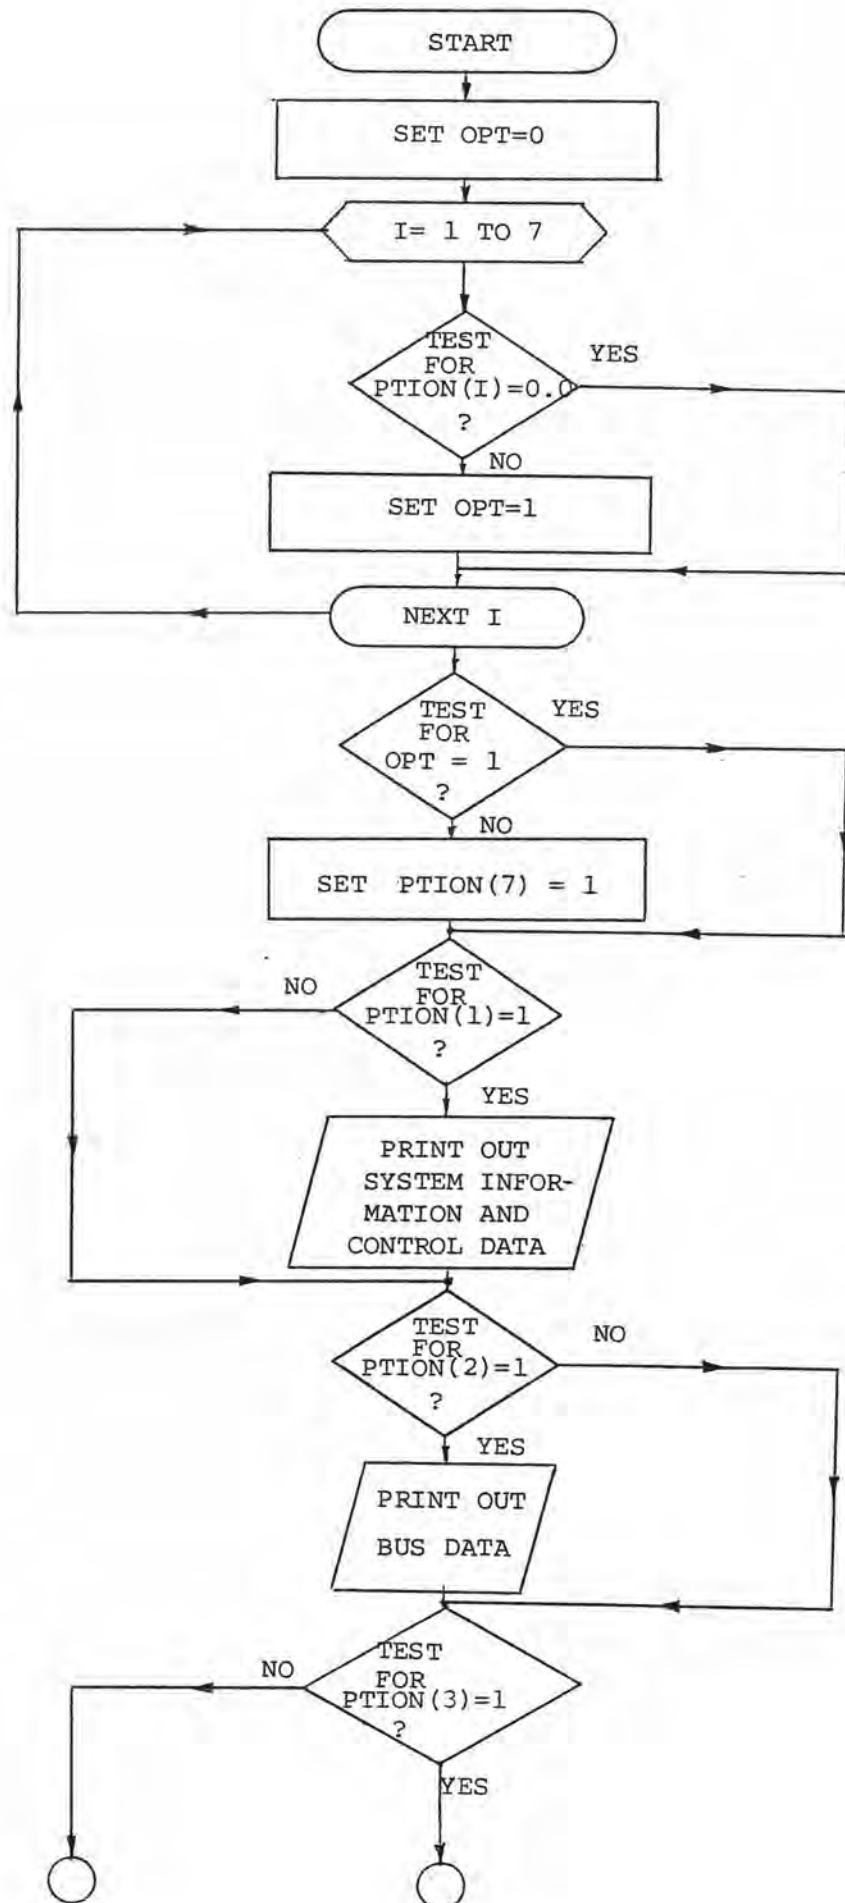 START
SET OPT=0
I= 1 TO 7
TEST
FOR
PTION(I)=0.0
?
YES
NO
SET OPT=1
NEXT I
TEST
FOR
OPT = 1
?
YES
NO
SET PTION(7) = 1
TEST
FOR
PTION(1)=1
?
NO
YES
PRINT OUT
SYSTEM INFOR-
MATION AND
CONTROL DATA
TEST
FOR
PTION(2)=1
?
NO
YES
PRINT OUT
BUS DATA
TEST
FOR
PTION(3)=1
?
NO
YES